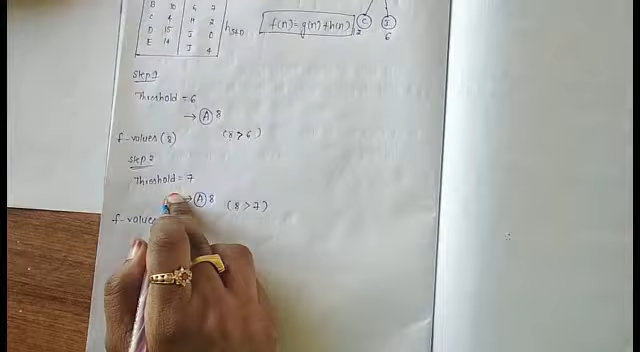 B 10 G 7
C 4 H 2
D 15 I 0
E 14 J 4
f(n) = g(n) + h(n)
C I
2 6
Step 1
Threshold = 6
→ A 8
f-values (8) (8 > 6)
Step 2
Threshold = 7
→ A 8
f-values (8 > 7)